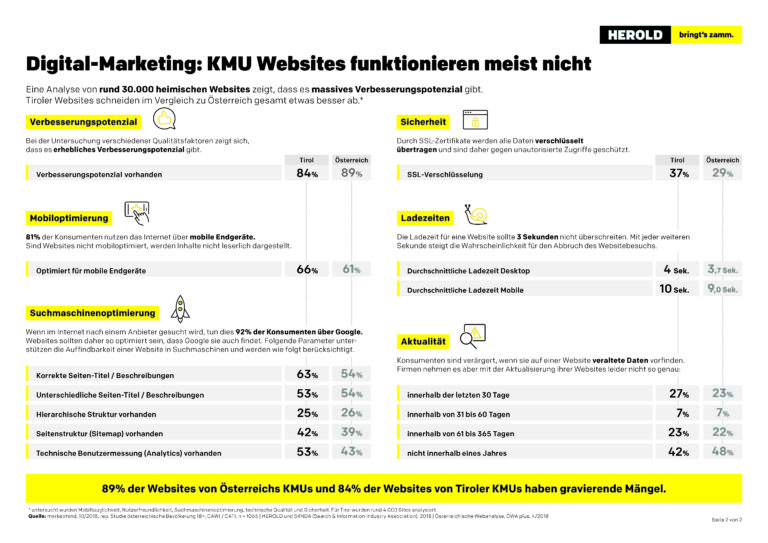 HEROLD bringt's zamm.
Digital-Marketing: KMU Websites funktionieren meist nicht
Eine Analyse von rund 30.000 heimischen Websites zeigt, dass es massives Verbesserungspotenzial gibt.
Tiroler Websites schneiden im Vergleich zu Österreich gesamt etwas besser ab.*
Verbesserungspotenzial
Bei der Untersuchung verschiedener Qualitätsfaktoren zeigt sich,
dass es erhebliches Verbesserungspotenzial gibt.
Tirol Österreich
Verbesserungspotenzial vorhanden 84% 89%
Mobiloptimierung
81% der Konsumenten nutzen das Internet über mobile Endgeräte.
Sind Websites nicht mobiloptimiert, werden Inhalte nicht leserlich dargestellt.
Optimiert für mobile Endgeräte 66% 61%
Suchmaschinenoptimierung
Wenn im Internet nach einem Anbieter gesucht wird, tun dies 92% der Konsumenten über Google.
Websites sollten daher so optimiert sein, dass Google sie auch findet. Folgende Parameter unter-
stützen die Auffindbarkeit einer Website in Suchmaschinen und werden wie folgt berücksichtigt.
Korrekte Seiten-Titel / Beschreibungen 63% 54%
Unterschiedliche Seiten-Titel / Beschreibungen 53% 54%
Hierarchische Struktur vorhanden 25% 26%
Seitenstruktur (Sitemap) vorhanden 42% 39%
Technische Benutzermessung (Analytics) vorhanden 53% 43%
Sicherheit
Durch SSL-Zertifikate werden alle Daten verschlüsselt
übertragen und sind daher gegen unautorisierte Zugriffe geschützt.
Tirol Österreich
SSL-Verschlüsselung 37% 29%
Ladezeiten
Die Ladezeit für eine Website sollte 3 Sekunden nicht überschreiten. Mit jeder weiteren
Sekunde steigt die Wahrscheinlichkeit für den Abbruch des Websitebesuchs.
Durchschnittliche Ladezeit Desktop 4 Sek. 3,7 Sek.
Durchschnittliche Ladezeit Mobile 10 Sek. 9,0 Sek.
Aktualität
Konsumenten sind verärgert, wenn sie auf einer Website veraltete Daten vorfinden.
Firmen nehmen es aber mit der Aktualisierung ihrer Websites leider nicht so genau:
innerhalb der letzten 30 Tage 27% 23%
innerhalb von 31 bis 60 Tagen 7% 7%
innerhalb von 61 bis 365 Tagen 23% 22%
nicht innerhalb eines Jahres 42% 48%
89% der Websites von Österreichs KMUs und 84% der Websites von Tiroler KMUs haben gravierende Mängel.
* untersucht wurden Mobiltauglichkeit, Nutzerfreundlichkeit, Suchmaschinenoptimierung, technische Qualität und Sicherheit. Für Tirol wurden rund 4.000 Sites analysiert.
Quelle: marketmind, 10/2018, rep. Studie österreichische Bevölkerung 18+, CAWI / CATI, n = 1065 | HEROLD und SIINDA (Search & Information Industry Association), 2018 | Österreichische Webanalyse, ÖWA plus, 4/2018
Seite 2 von 2